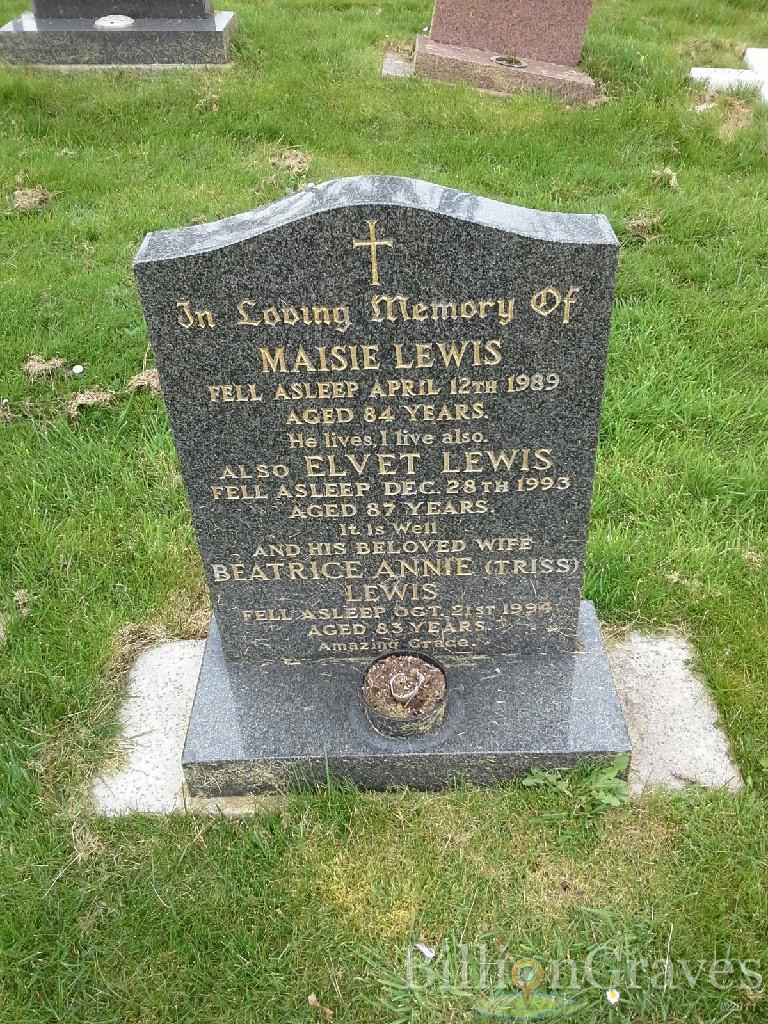 In Loving Memory Of
MAISIE LEWIS
FELL ASLEEP APRIL 12TH 1989
AGED 84 YEARS.
He lives, I live also.
ALSO ELVET LEWIS
FELL ASLEEP DEC. 28TH 1993
AGED 87 YEARS.
It Is Well
AND HIS BELOVED WIFE
BEATRICE ANNIE (TRISS)
LEWIS
FELL ASLEEP OCT. 21ST 1994
AGED 83 YEARS.
Amazing Grace.
BillionGraves
©2011